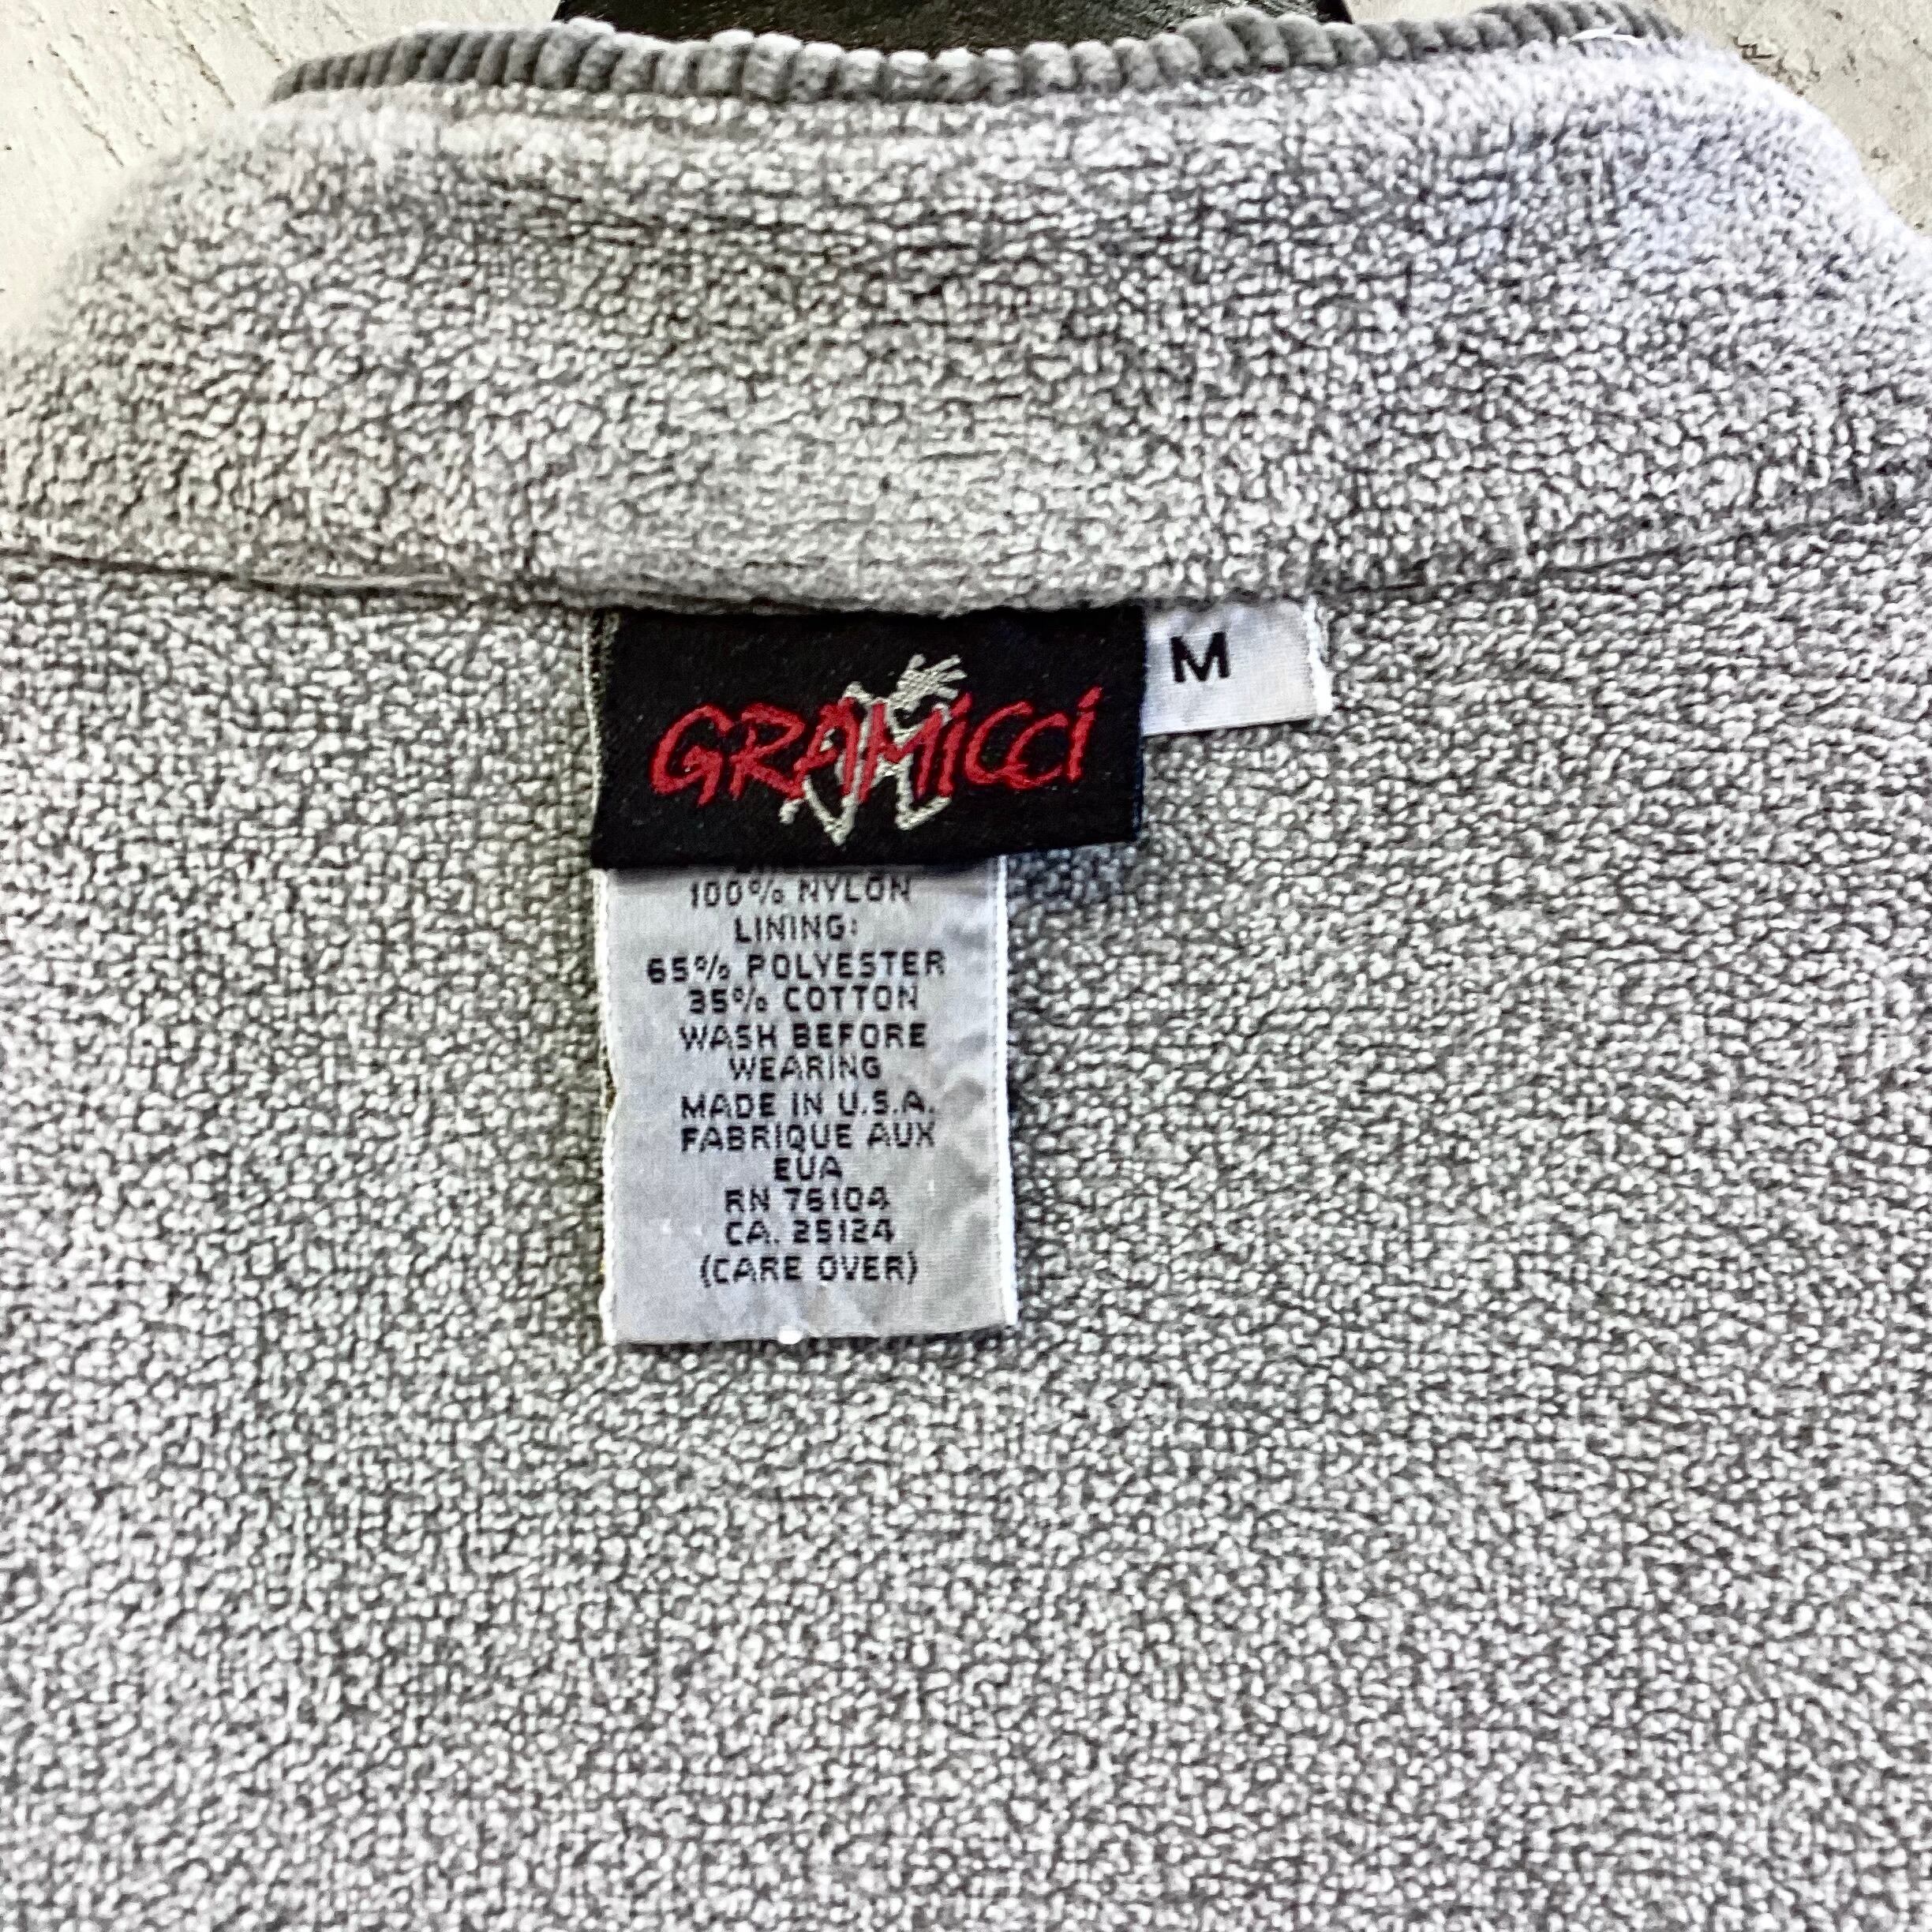 GRAMiCCi
M
100% NYLON
LINING:
65% POLYESTER
35% COTTON
WASH BEFORE
WEARING
MADE IN U.S.A.
FABRIQUE AUX
EUA
RN 76104
CA. 25124
(CARE OVER)